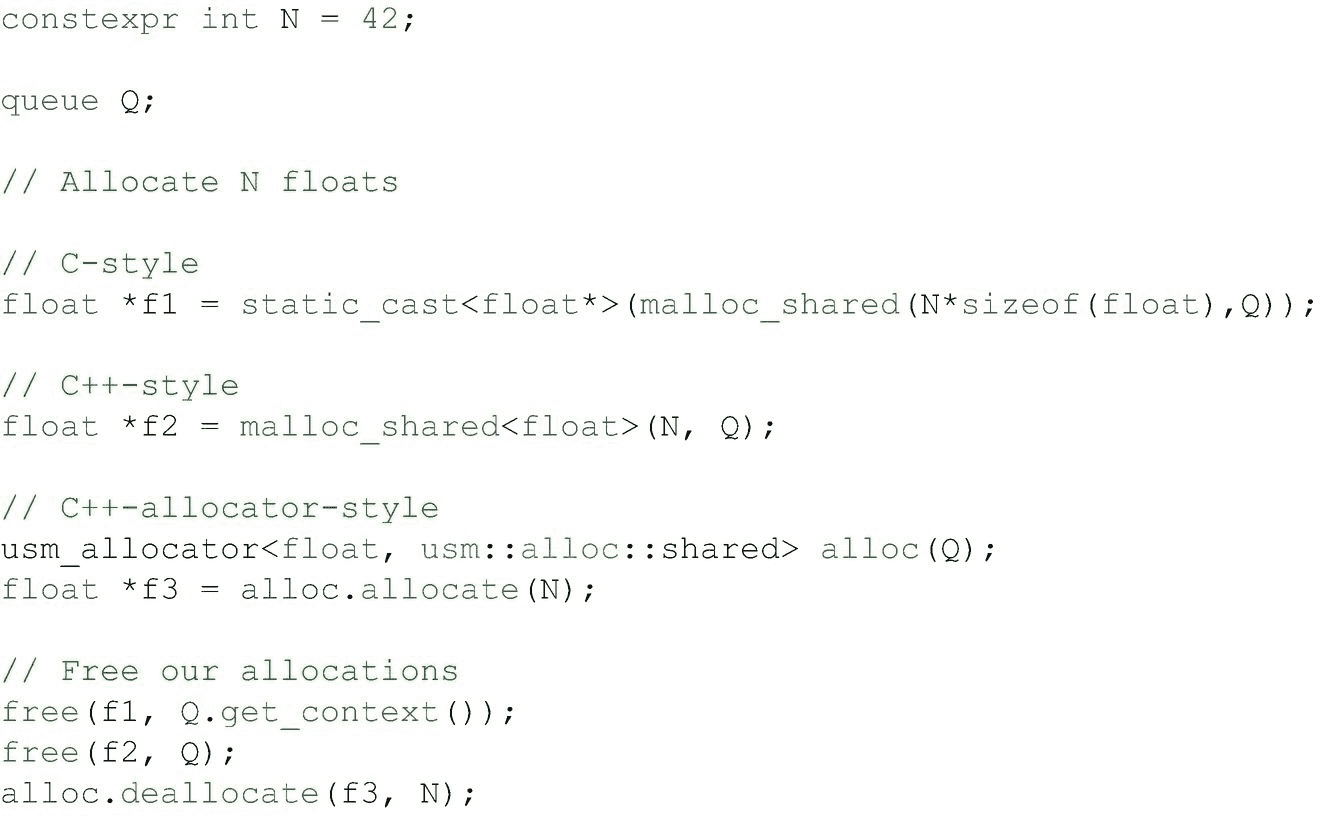 constexpr int N = 42;
queue Q;
// Allocate N floats
// C-style
float *f1 = static_cast<float*>(malloc_shared(N*sizeof(float),Q));
// C++-style
float *f2 = malloc_shared<float>(N, Q);
// C++-allocator-style
usm_allocator<float, usm::alloc::shared> alloc(Q);
float *f3 = alloc.allocate(N);
// Free our allocations
free(f1, Q.get_context());
free(f2, Q);
alloc.deallocate(f3, N);